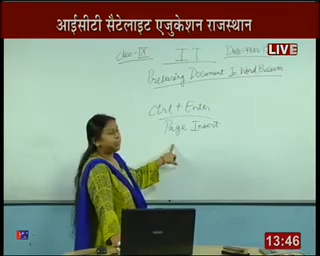 आईसीटी सैटेलाइट एजुकेशन राजस्थान
Class-IX IT
LIVE
Preparing Document In Word
Ctrl + Enter
Page Insert
13:46